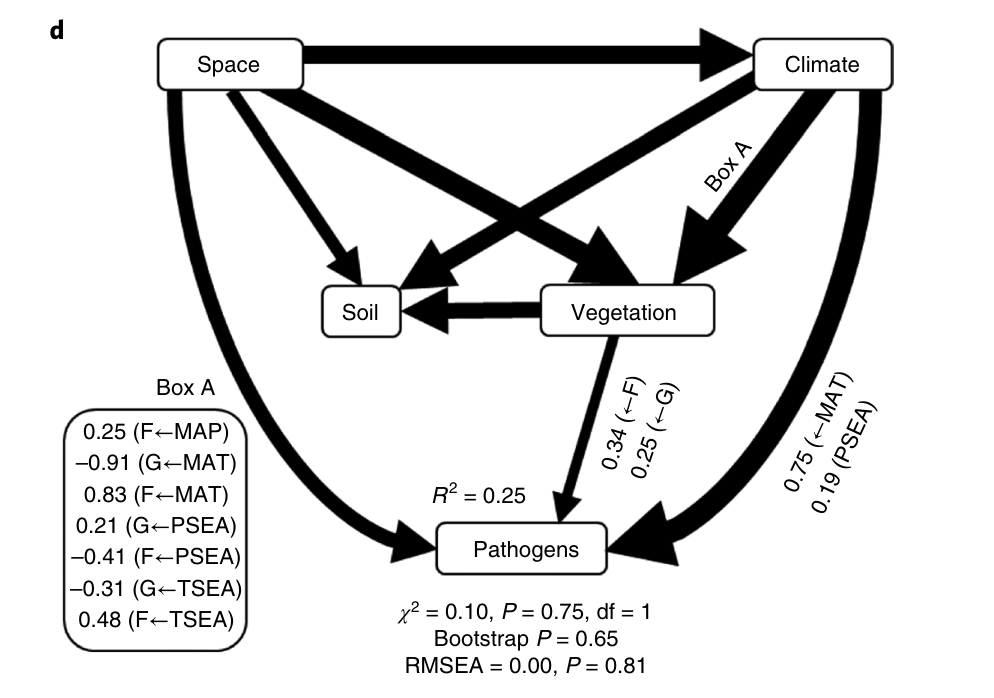 d
Space
Climate
Box A
Soil
Vegetation
Box A
0.25 (F←MAP)
–0.91 (G←MAT)
0.83 (F←MAT)
0.21 (G←PSEA)
–0.41 (F←PSEA)
–0.31 (G←TSEA)
0.48 (F←TSEA)
0.34 (←F)
0.25 (←G)
0.75 (←MAT)
0.19 (PSEA)
R² = 0.25
Pathogens
χ² = 0.10, P = 0.75, df = 1
Bootstrap P = 0.65
RMSEA = 0.00, P = 0.81